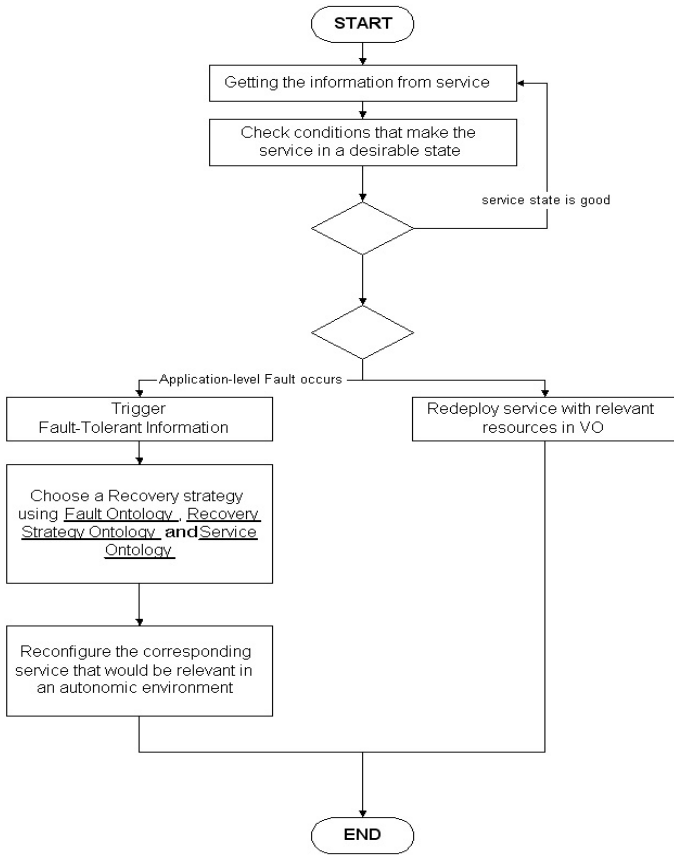 START
Getting the information from service
Check conditions that make the
service in a desirable state
service state is good
Application-level Fault occurs
Trigger
Fault-Tolerant Information
Redeploy service with relevant
resources in VO
Choose a Recovery strategy
using Fault Ontology , Recovery
Strategy Ontology and Service
Ontology
Reconfigure the corresponding
service that would be relevant in
an autonomic environment
END